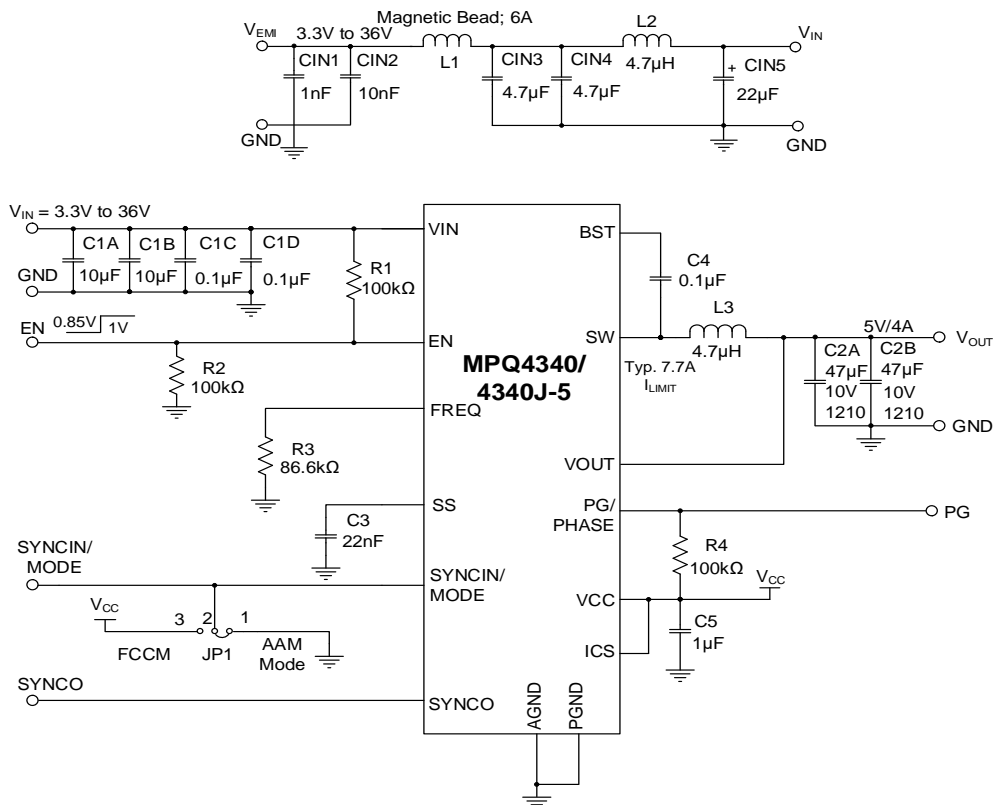 Magnetic Bead; 6A
VEMI
3.3V to 36V
L1
L2
4.7µH
VIN
CIN1
1nF
CIN2
10nF
CIN3
4.7µF
CIN4
4.7µF
+
CIN5
22µF
GND
GND
VIN = 3.3V to 36V
C1A
10µF
C1B
10µF
C1C
0.1µF
C1D
0.1µF
GND
R1
100kΩ
EN
0.85V
1V
R2
100kΩ
R3
86.6kΩ
C3
22nF
SYNCIN/
MODE
VCC
3
2
1
FCCM
JP1
AAM
Mode
SYNCO
VIN
EN
FREQ
SS
SYNCIN/
MODE
SYNCO
MPQ4340/
4340J-5
BST
SW
VOUT
PG/
PHASE
VCC
ICS
AGND
PGND
C4
0.1µF
L3
4.7µH
Typ. 7.7A
ILIMIT
5V/4A
VOUT
C2A
47µF
10V
1210
C2B
47µF
10V
1210
GND
PG
R4
100kΩ
VCC
C5
1µF